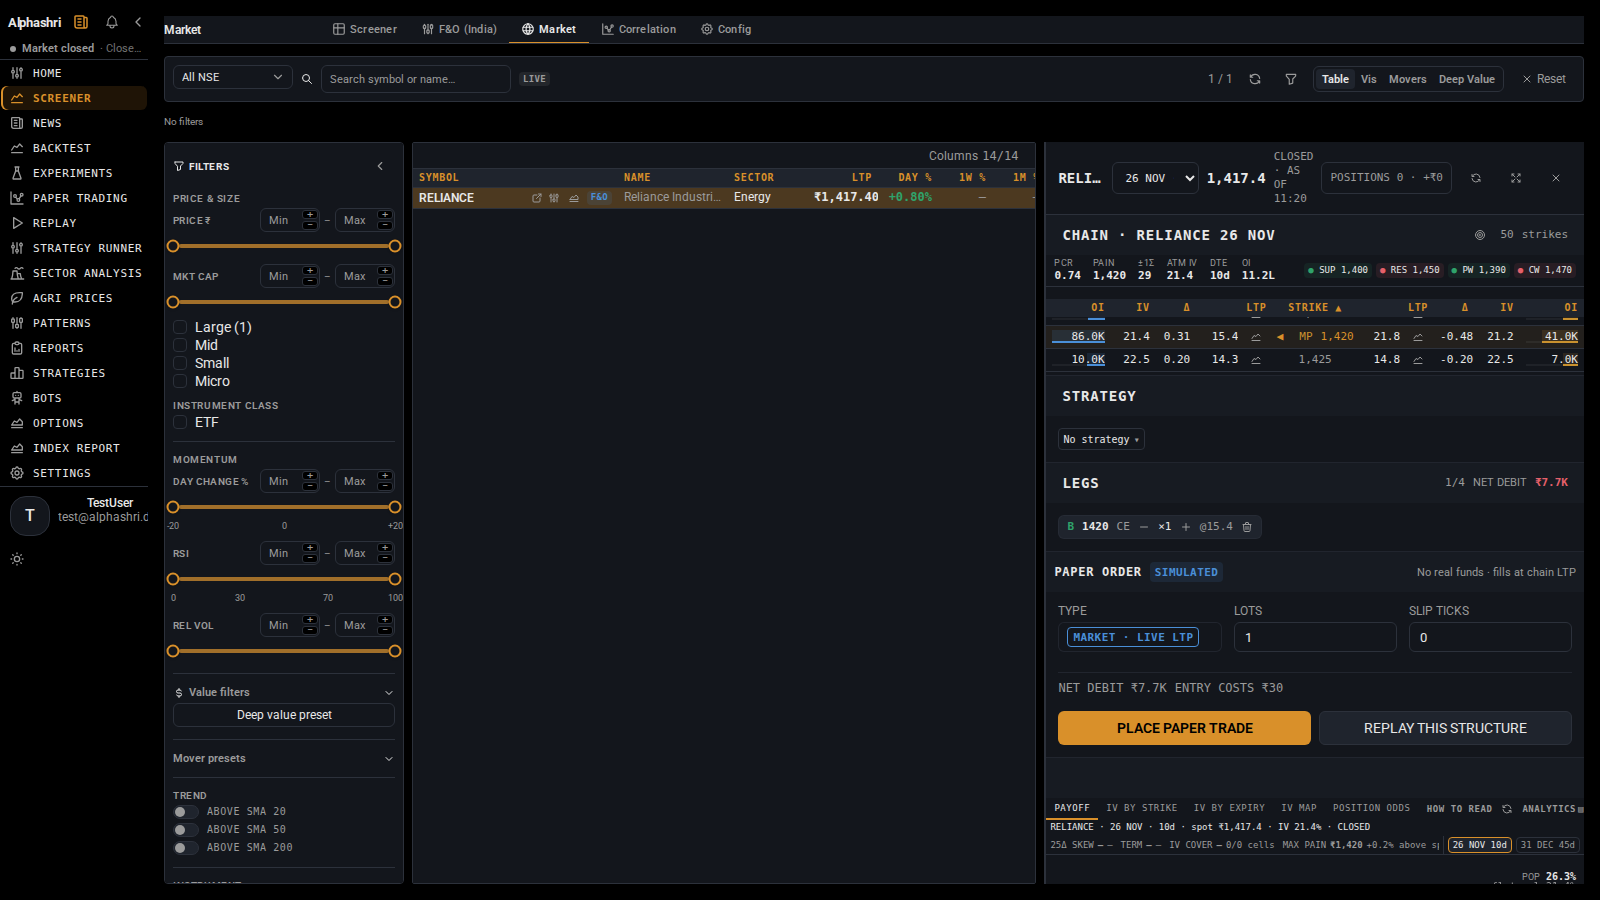 Alphashri
Market closed · Close...
HOME
SCREENER
NEWS
BACKTEST
EXPERIMENTS
PAPER TRADING
REPLAY
STRATEGY RUNNER
SECTOR ANALYSIS
AGRI PRICES
PATTERNS
REPORTS
STRATEGIES
BOTS
OPTIONS
INDEX REPORT
SETTINGS
T
TestUser
test@alphashri.c
Market
Screener F&O (India) Market Correlation Config
All NSE Search symbol or name... LIVE
1 / 1 Table Vis Movers Deep Value Reset
No filters
FILTERS
PRICE & SIZE
PRICE ₹ Min + − – Max + −
MKT CAP Min + − – Max + −
Large (1)
Mid
Small
Micro
INSTRUMENT CLASS
ETF
MOMENTUM
DAY CHANGE % Min + − – Max + −
-20 0 +20
RSI Min + − – Max + −
0 30 70 100
REL VOL Min + − – Max + −
$ Value filters
Deep value preset
Mover presets
TREND
ABOVE SMA 20
ABOVE SMA 50
ABOVE SMA 200
Columns 14/14
SYMBOL NAME SECTOR LTP DAY % 1W % 1M
RELIANCE F&O Reliance Industri... Energy ₹1,417.40 +0.80% —
RELI... 26 NOV 1,417.4 CLOSED · AS OF 11:20 POSITIONS 0 · +₹0
CHAIN · RELIANCE 26 NOV 50 strikes
PCR PAIN ±1Σ ATM IV DTE OI
0.74 1,420 29 21.4 10d 11.2L SUP 1,400 RES 1,450 PW 1,390 CW 1,470
OI IV Δ LTP STRIKE ▲ LTP Δ IV OI
86.0K 21.4 0.31 15.4 ◀ MP 1,420 21.8 -0.48 21.2 41.0K
10.0K 22.5 0.20 14.3 1,425 14.8 -0.20 22.5 7.0K
STRATEGY
No strategy ▾
LEGS 1/4 NET DEBIT ₹7.7K
B 1420 CE − ×1 + @15.4
PAPER ORDER SIMULATED No real funds · fills at chain LTP
TYPE LOTS SLIP TICKS
MARKET · LIVE LTP 1 0
NET DEBIT ₹7.7K ENTRY COSTS ₹30
PLACE PAPER TRADE REPLAY THIS STRUCTURE
PAYOFF IV BY STRIKE IV BY EXPIRY IV MAP POSITION ODDS HOW TO READ ANALYTICS
RELIANCE · 26 NOV · 10d · spot ₹1,417.4 · IV 21.4% · CLOSED
25Δ SKEW — — TERM — — IV COVER — 0/0 cells MAX PAIN ₹1,420 +0.2% above 26 NOV 10d 31 DEC 45d
POP 26.3%